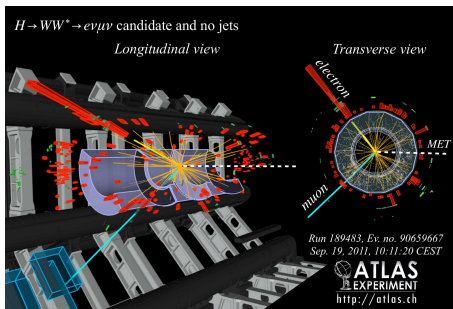 H→WW*→eνμν candidate and no jets
Longitudinal view
Transverse view
electron
MET
muon
Run 189483, Ev. no. 90659667
Sep. 19, 2011, 10:11:20 CEST
ATLAS
EXPERIMENT
http://atlas.ch